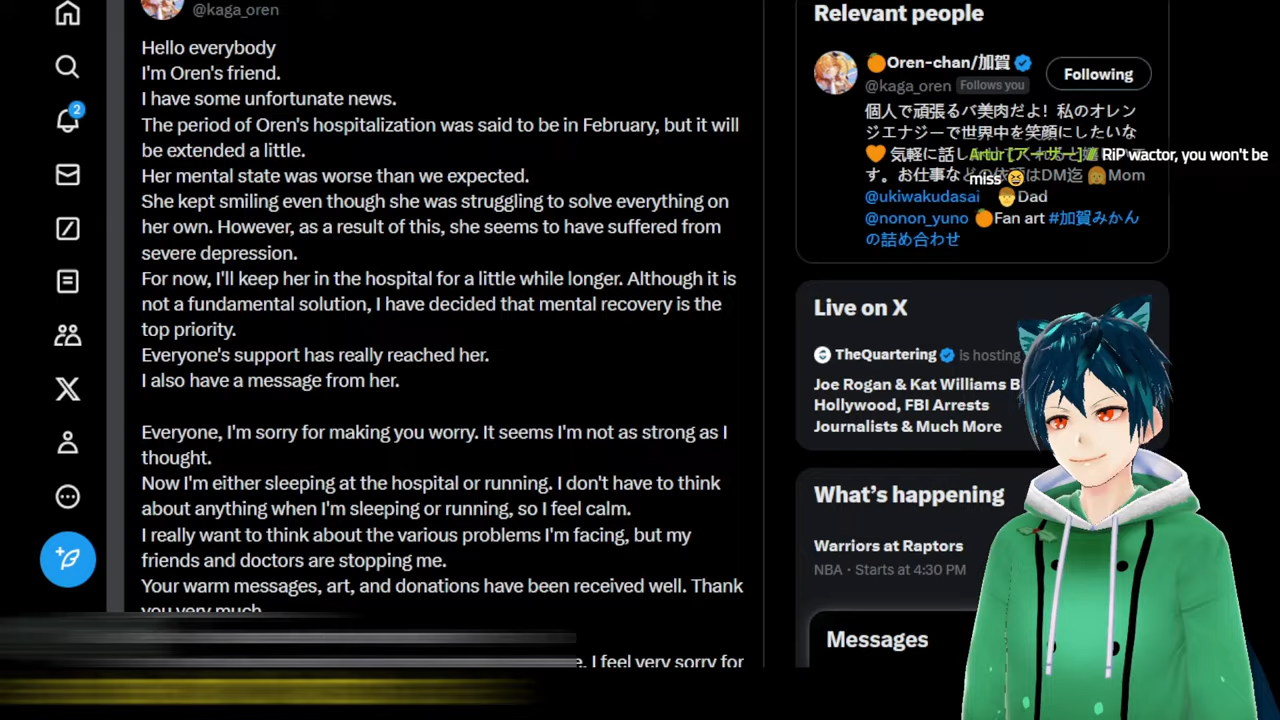 @kaga_oren
Hello everybody
I'm Oren's friend.
I have some unfortunate news.
The period of Oren's hospitalization was said to be in February, but it will
be extended a little.
Her mental state was worse than we expected.
She kept smiling even though she was struggling to solve everything on
her own. However, as a result of this, she seems to have suffered from
severe depression.
For now, I'll keep her in the hospital for a little while longer. Although it is
not a fundamental solution, I have decided that mental recovery is the
top priority.
Everyone's support has really reached her.
I also have a message from her.
Everyone, I'm sorry for making you worry. It seems I'm not as strong as I
thought.
Now I'm either sleeping at the hospital or running. I don't have to think
about anything when I'm sleeping or running, so I feel calm.
I really want to think about the various problems I'm facing, but my
friends and doctors are stopping me.
Your warm messages, art, and donations have been received well. Thank
you very much
e. I feel very sorry for
2
Relevant people
🍊Oren-chan/加賀
@kaga_oren Follows you
Following
個人で頑張るバ美肉だよ！私のオレン
ジエナジーで世界中を笑顔にしたいな
🧡 気軽に話し
す。お仕事な はDM迄 Mom
@ukiwakudasai Dad
@nonon_yuno 🍊Fan art #加賀みかん
の詰め合わせ
Artur [アーサー] // RiP wactor, you won't be
miss 😆
Live on X
TheQuartering is hosting
Joe Rogan & Kat Williams B
Hollywood, FBI Arrests
Journalists & Much More
What's happening
Warriors at Raptors
NBA · Starts at 4:30 PM
Messages